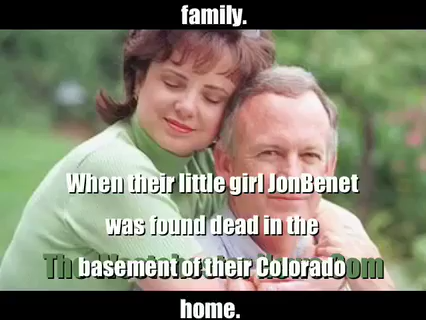 family.
When their little girl JonBenet
was found dead in the
basement of their Colorado
home.